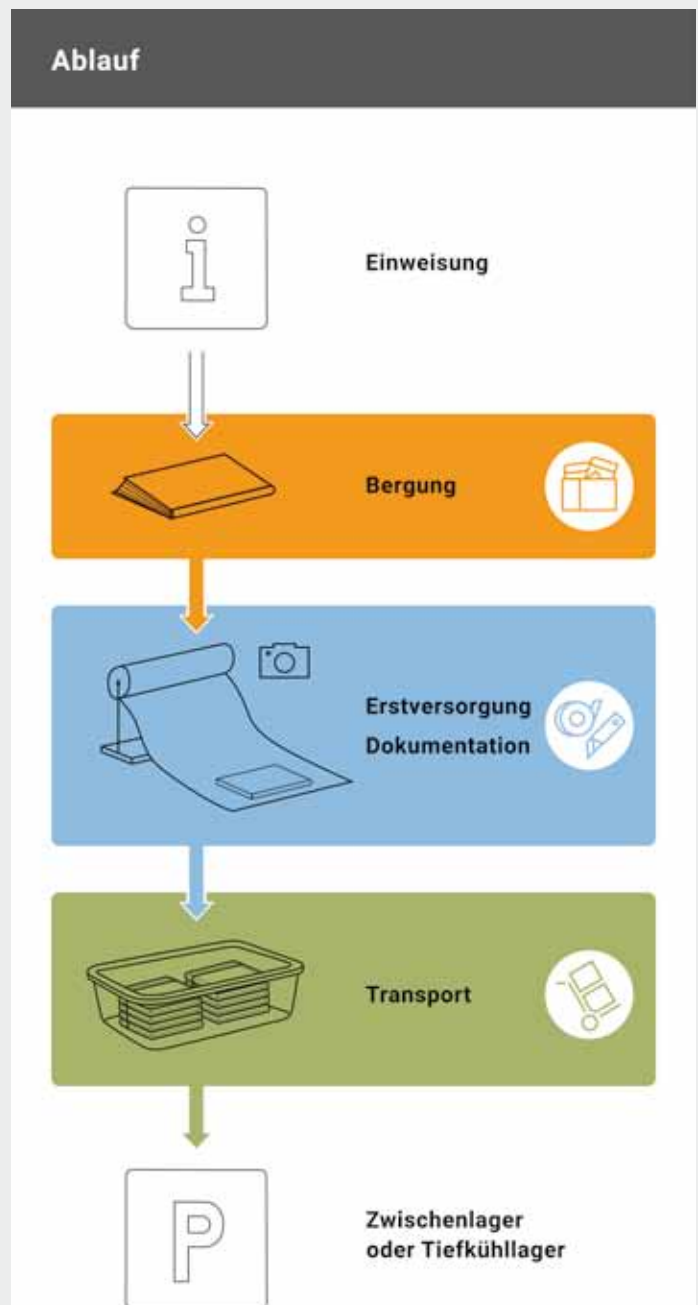 Ablauf
i
Einweisung
Bergung
Erstversorgung
Dokumentation
Transport
P
Zwischenlager
oder Tiefkühllager